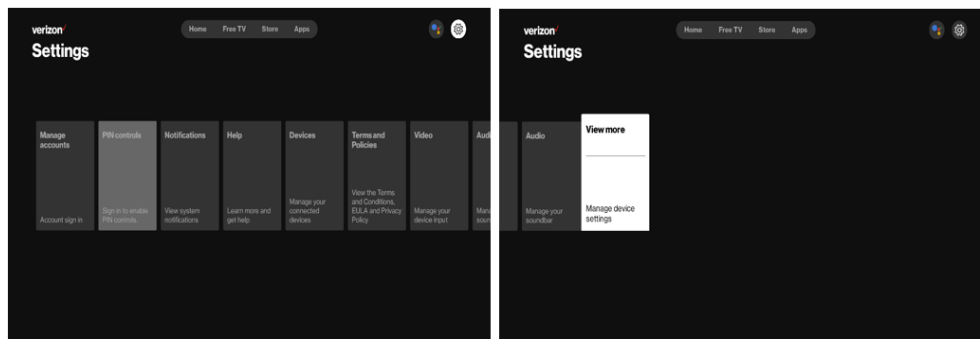 verizon
Home Free TV Store Apps
Settings
Manage
accounts
Account sign in
PIN controls
Sign in to enable
PIN controls.
Notifications
View system
notifications
Help
Learn more and
get help
Devices
Manage your
connected
devices
Terms and
Policies
View the Terms
and Conditions,
EULA and Privacy
Policy
Video
Manage your
device input
Audi
Mana
soun
verizon
Home Free TV Store Apps
Settings
Audio
Manage your
soundbar
View more
Manage device
settings